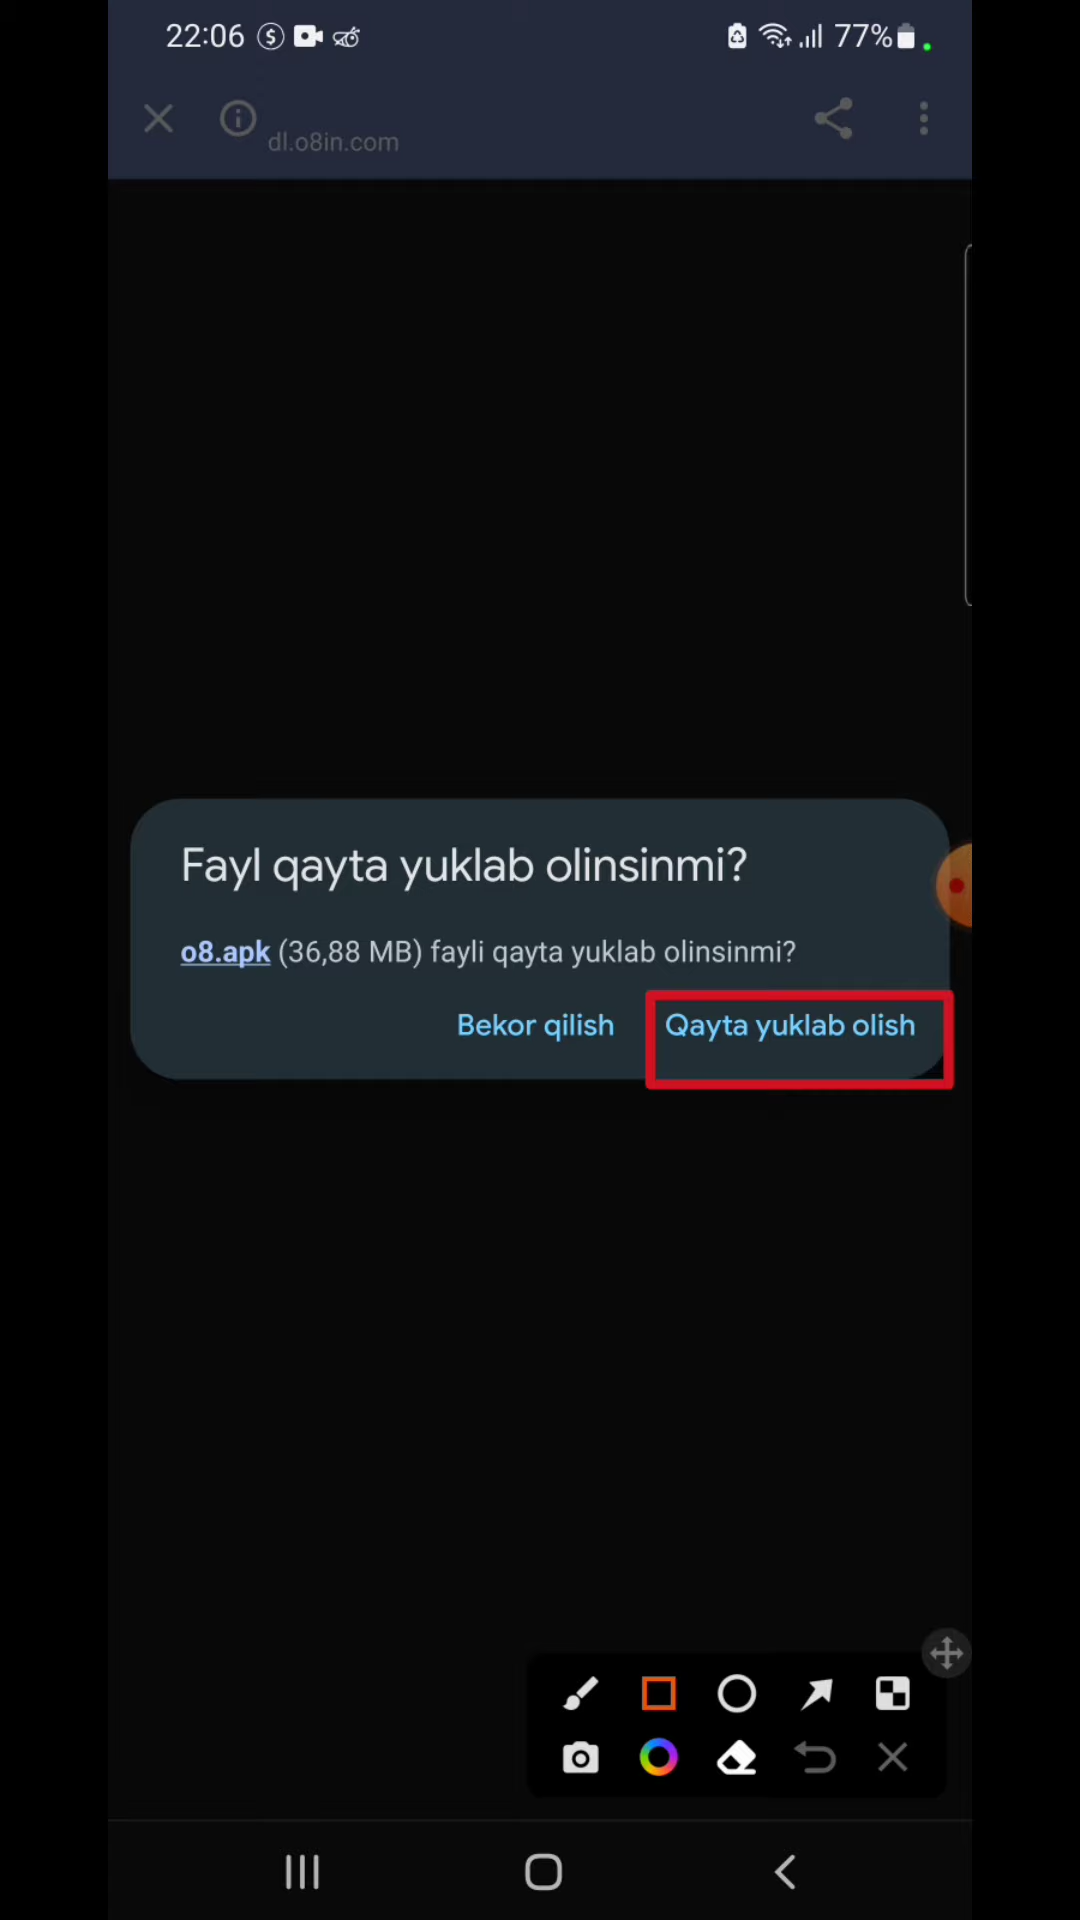 22:06
77%
dl.o8in.com
Fayl qayta yuklab olinsinmi?
o8.apk (36,88 MB) fayli qayta yuklab olinsinmi?
Bekor qilish
Qayta yuklab olish